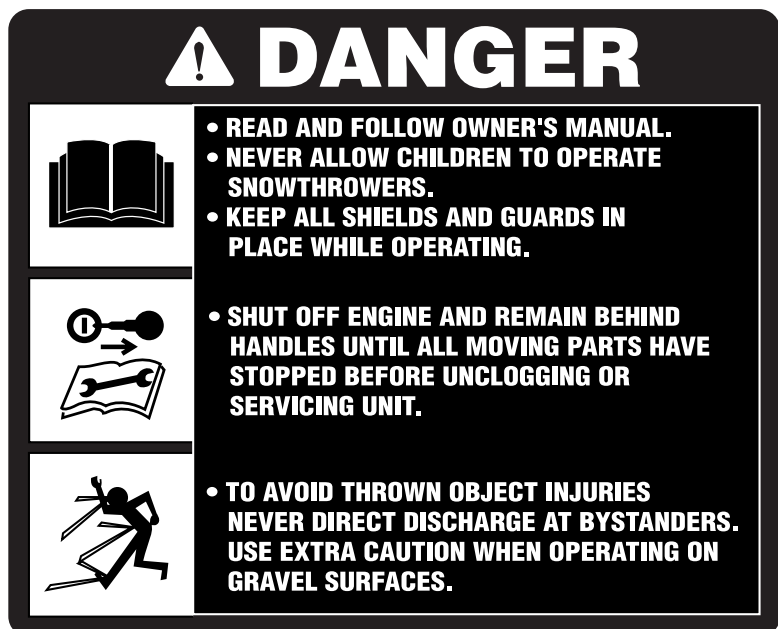 DANGER
• READ AND FOLLOW OWNER'S MANUAL.
• NEVER ALLOW CHILDREN TO OPERATE
SNOWTHROWERS.
• KEEP ALL SHIELDS AND GUARDS IN
PLACE WHILE OPERATING.
• SHUT OFF ENGINE AND REMAIN BEHIND
HANDLES UNTIL ALL MOVING PARTS HAVE
STOPPED BEFORE UNCLOGGING OR
SERVICING UNIT.
• TO AVOID THROWN OBJECT INJURIES
NEVER DIRECT DISCHARGE AT BYSTANDERS.
USE EXTRA CAUTION WHEN OPERATING ON
GRAVEL SURFACES.